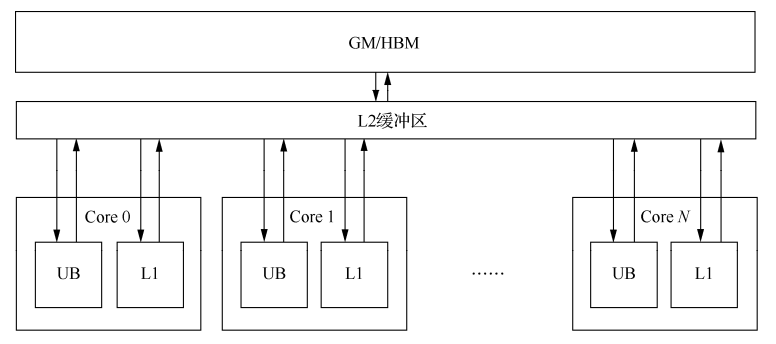 GM/HBM
L2缓冲区
Core 0
Core 1
Core N
UB
L1
UB
L1
……
UB
L1